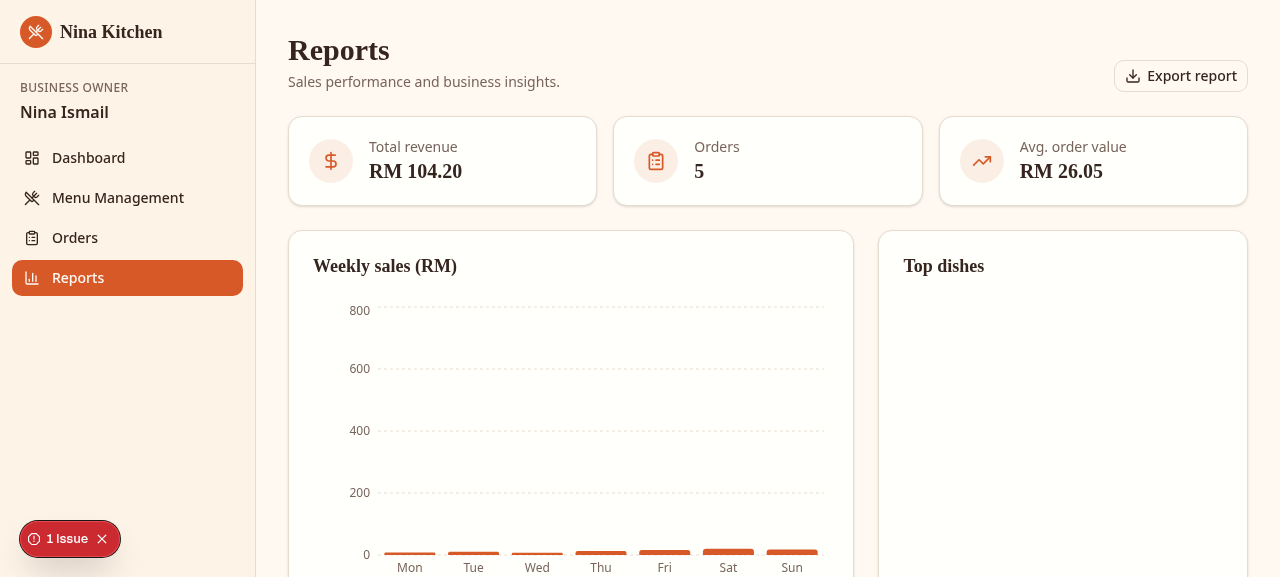 Nina Kitchen
BUSINESS OWNER
Nina Ismail
Dashboard
Menu Management
Orders
Reports
1 Issue
Reports
Sales performance and business insights.
Export report
Total revenue
RM 104.20
Orders
5
Avg. order value
RM 26.05
Weekly sales (RM)
800
600
400
200
0
Mon Tue Wed Thu Fri Sat Sun
Top dishes